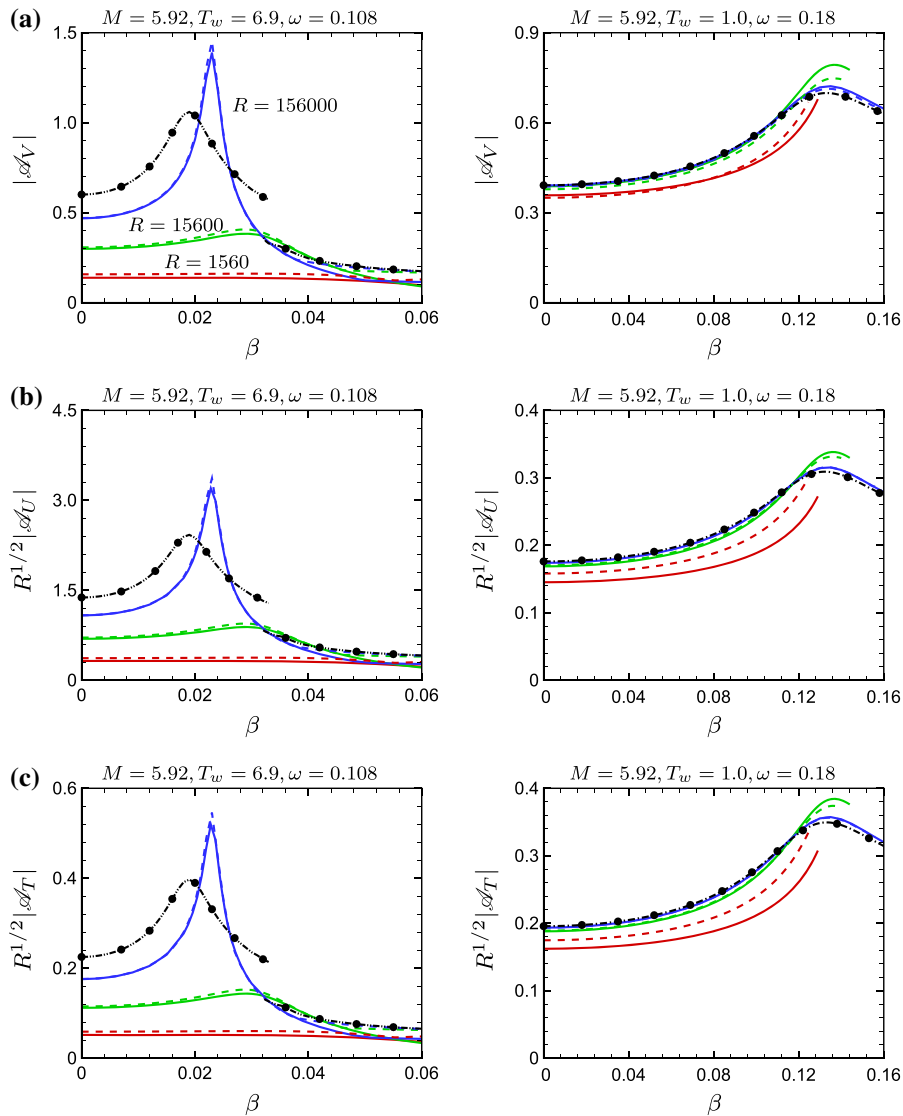 (a)
M = 5.92, T_w = 6.9, ω = 0.108
1.5
1.0
0.5
0
|𝒜_V|
R = 156000
R = 15600
R = 1560
0 0.02 0.04 0.06
β
M = 5.92, T_w = 1.0, ω = 0.18
0.9
0.6
0.3
0
|𝒜_V|
0 0.04 0.08 0.12 0.16
β
(b)
M = 5.92, T_w = 6.9, ω = 0.108
4.5
3.0
1.5
0
R^{1/2}|𝒜_U|
0 0.02 0.04 0.06
β
M = 5.92, T_w = 1.0, ω = 0.18
0.4
0.3
0.2
0.1
0
R^{1/2}|𝒜_U|
0 0.04 0.08 0.12 0.16
β
(c)
M = 5.92, T_w = 6.9, ω = 0.108
0.6
0.4
0.2
0
R^{1/2}|𝒜_T|
0 0.02 0.04 0.06
β
M = 5.92, T_w = 1.0, ω = 0.18
0.4
0.3
0.2
0.1
0
R^{1/2}|𝒜_T|
0 0.04 0.08 0.12 0.16
β